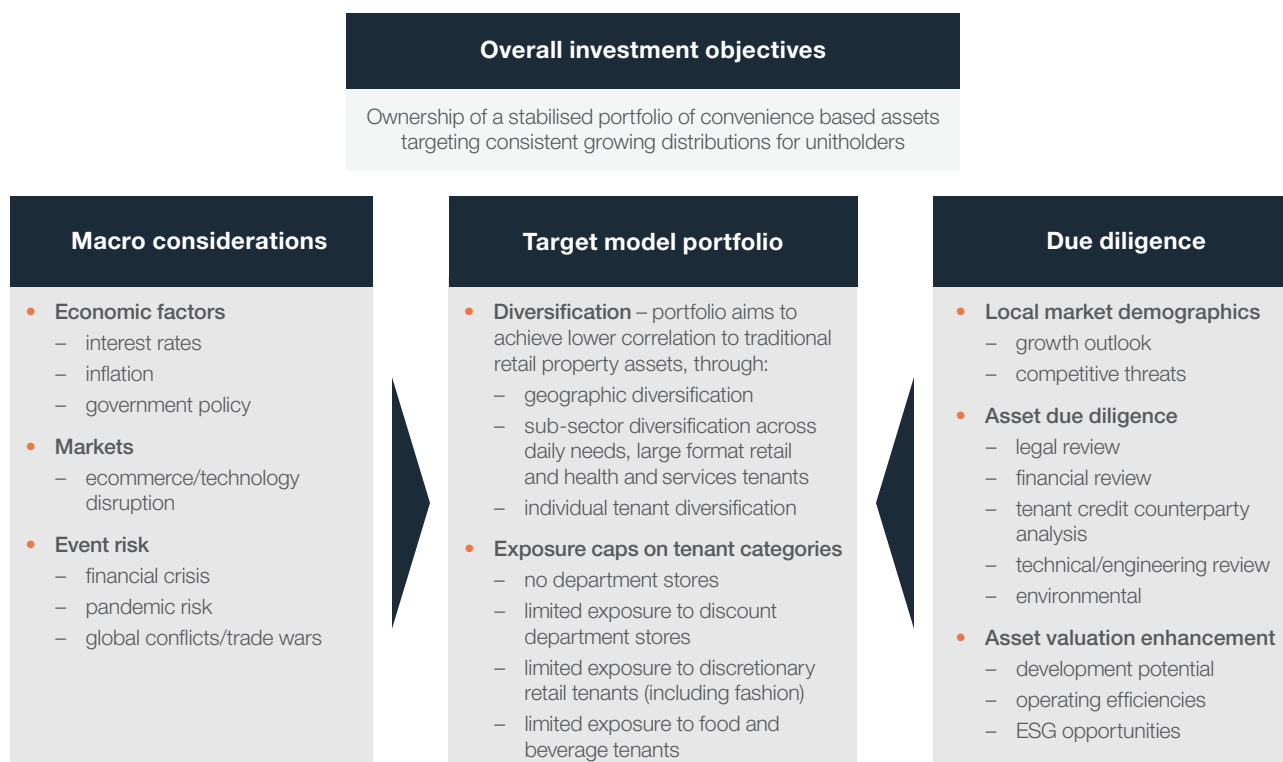 Overall investment objectives
Ownership of a stabilised portfolio of convenience based assets
targeting consistent growing distributions for unitholders
Macro considerations
• Economic factors
– interest rates
– inflation
– government policy
• Markets
– ecommerce/technology
disruption
• Event risk
– financial crisis
– pandemic risk
– global conflicts/trade wars
Target model portfolio
• Diversification – portfolio aims to
achieve lower correlation to traditional
retail property assets, through:
– geographic diversification
– sub-sector diversification across
daily needs, large format retail
and health and services tenants
– individual tenant diversification
• Exposure caps on tenant categories
– no department stores
– limited exposure to discount
department stores
– limited exposure to discretionary
retail tenants (including fashion)
– limited exposure to food and
beverage tenants
Due diligence
• Local market demographics
– growth outlook
– competitive threats
• Asset due diligence
– legal review
– financial review
– tenant credit counterparty
analysis
– technical/engineering review
– environmental
• Asset valuation enhancement
– development potential
– operating efficiencies
– ESG opportunities